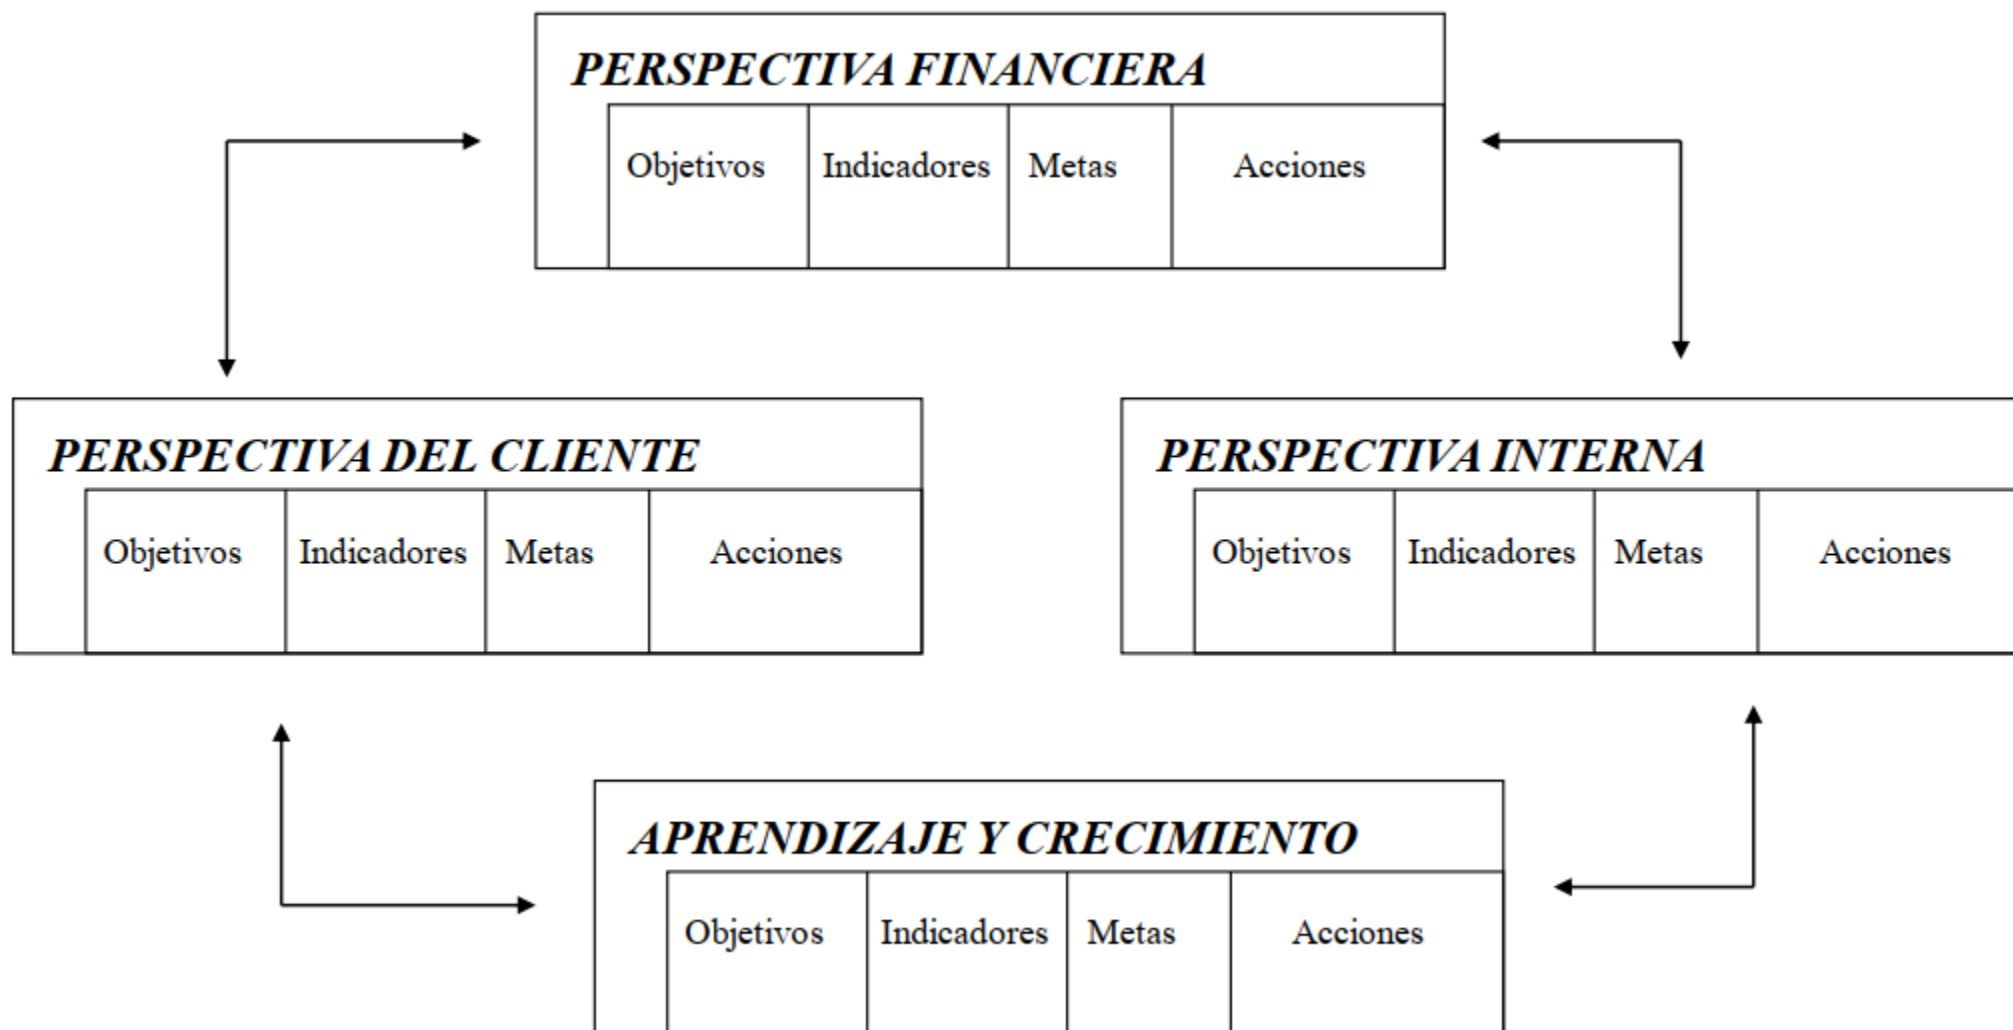 PERSPECTIVA FINANCIERA
Objetivos Indicadores Metas Acciones
PERSPECTIVA DEL CLIENTE
Objetivos Indicadores Metas Acciones
PERSPECTIVA INTERNA
Objetivos Indicadores Metas Acciones
APRENDIZAJE Y CRECIMIENTO
Objetivos Indicadores Metas Acciones